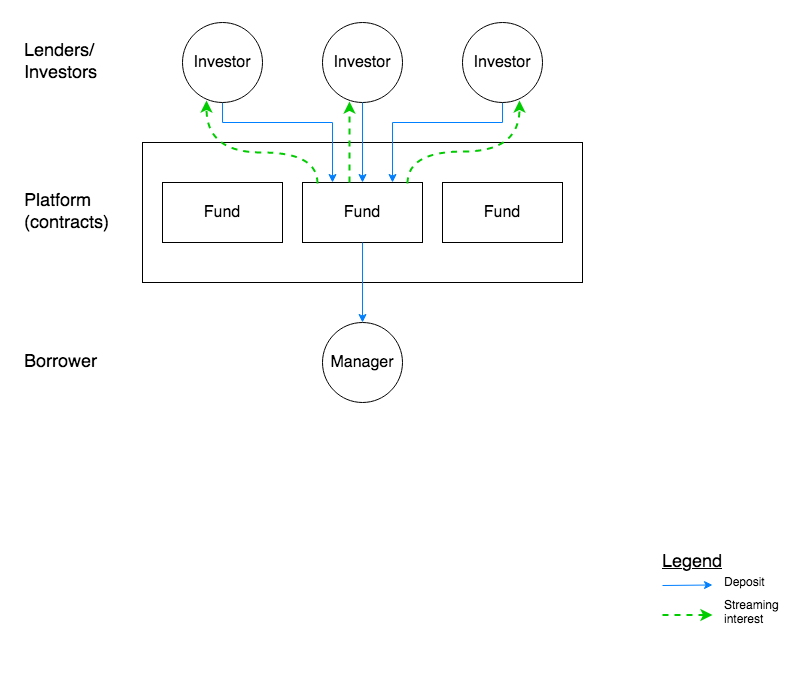 Lenders/
Investors
Investor
Investor
Investor
Platform
(contracts)
Fund
Fund
Fund
Borrower
Manager
Legend
Deposit
Streaming
interest